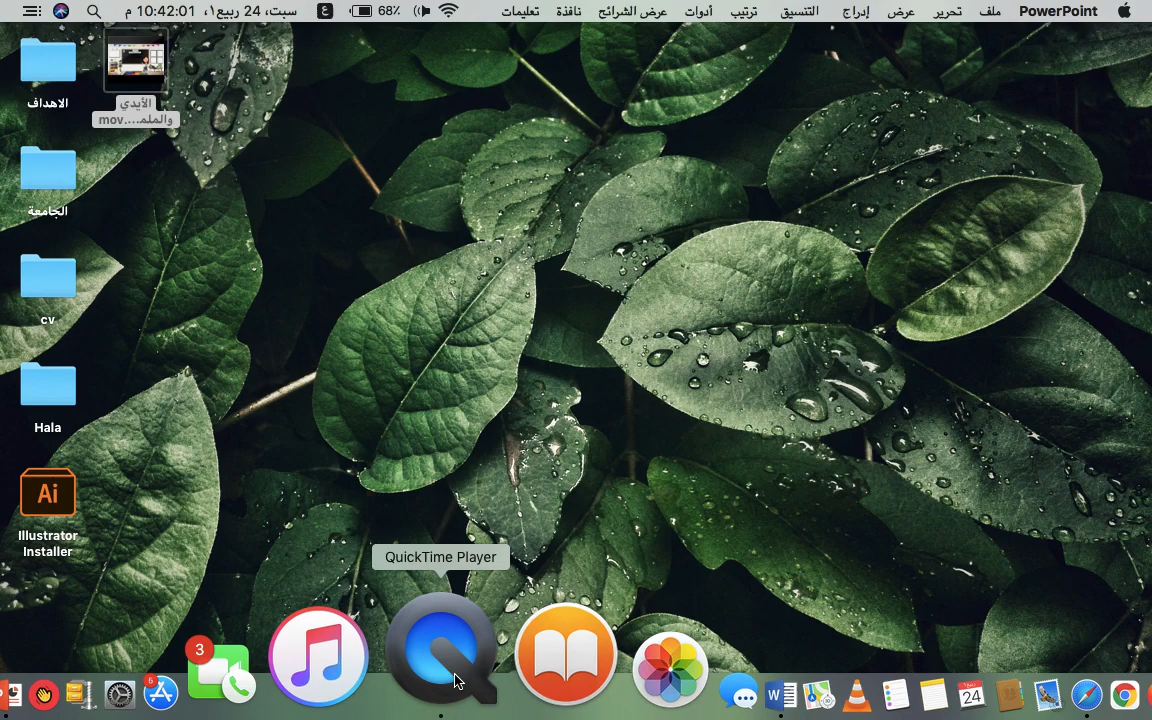 PowerPoint ملف تحرير عرض إدراج التنسيق ترتيب أدوات عرض الشرائح نافذة تعليمات
68% سبت، 24 ربيع١، 10:42:01 م
ع
الاهداف
الأيدي
والملم...mov
الجامعة
cv
Hala
Ai
Illustrator
Installer
QuickTime Player
3
6
W
24